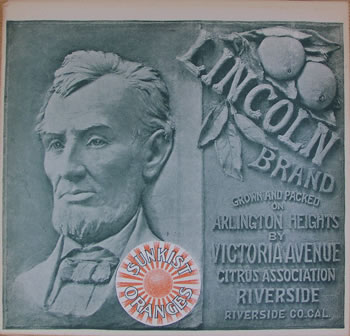 LINCOLN
BRAND
GROWN AND PACKED
ON
ARLINGTON HEIGHTS
BY
VICTORIA AVENUE
CITRUS ASSOCIATION
RIVERSIDE
RIVERSIDE CO. CAL.
SUNKIST
ORANGES